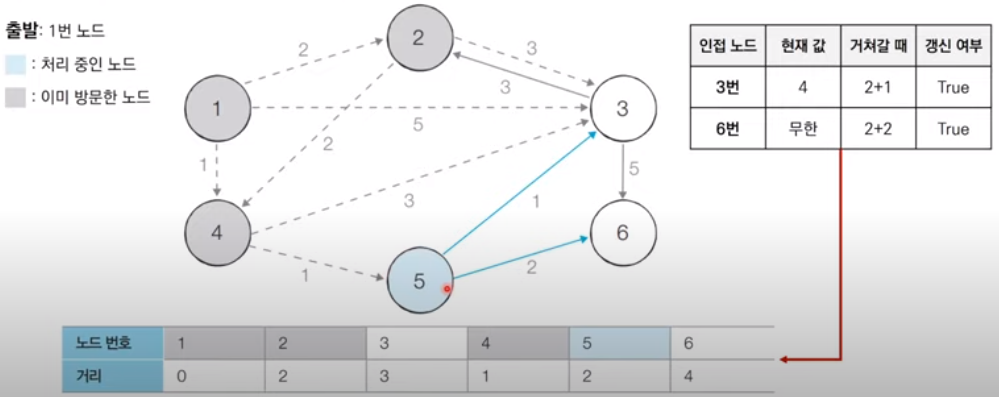 출발: 1번 노드
: 처리 중인 노드
: 이미 방문한 노드
1
2
3
4
5
6
2
3
3
5
2
1
3
1
1
2
5
인접 노드 현재 값 거쳐갈 때 갱신 여부
3번 4 2+1 True
6번 무한 2+2 True
노드 번호 1 2 3 4 5 6
거리 0 2 3 1 2 4